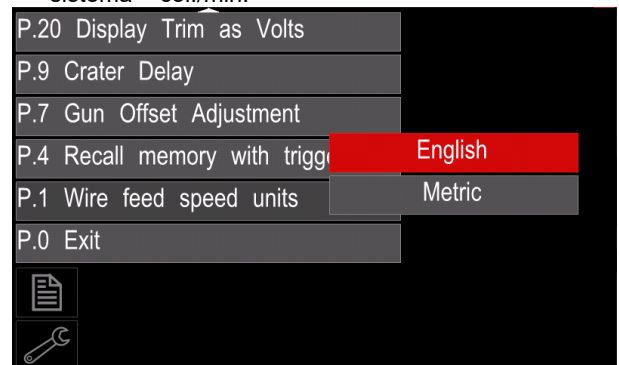 P.20 Display Trim as Volts
P.9 Crater Delay
P.7 Gun Offset Adjustment
P.4 Recall memory with trigg
English
P.1 Wire feed speed units
Metric
P.0 Exit